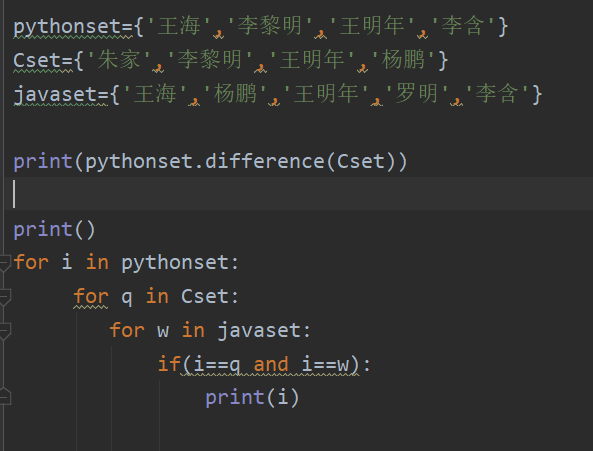 pythonset={'王海','李黎明','王明年','李含'}
Cset={'朱家','李黎明','王明年','杨鹏'}
javaset={'王海','杨鹏','王明年','罗明','李含'}
print(pythonset.difference(Cset))
print()
for i in pythonset:
for q in Cset:
for w in javaset:
if(i==q and i==w):
print(i)